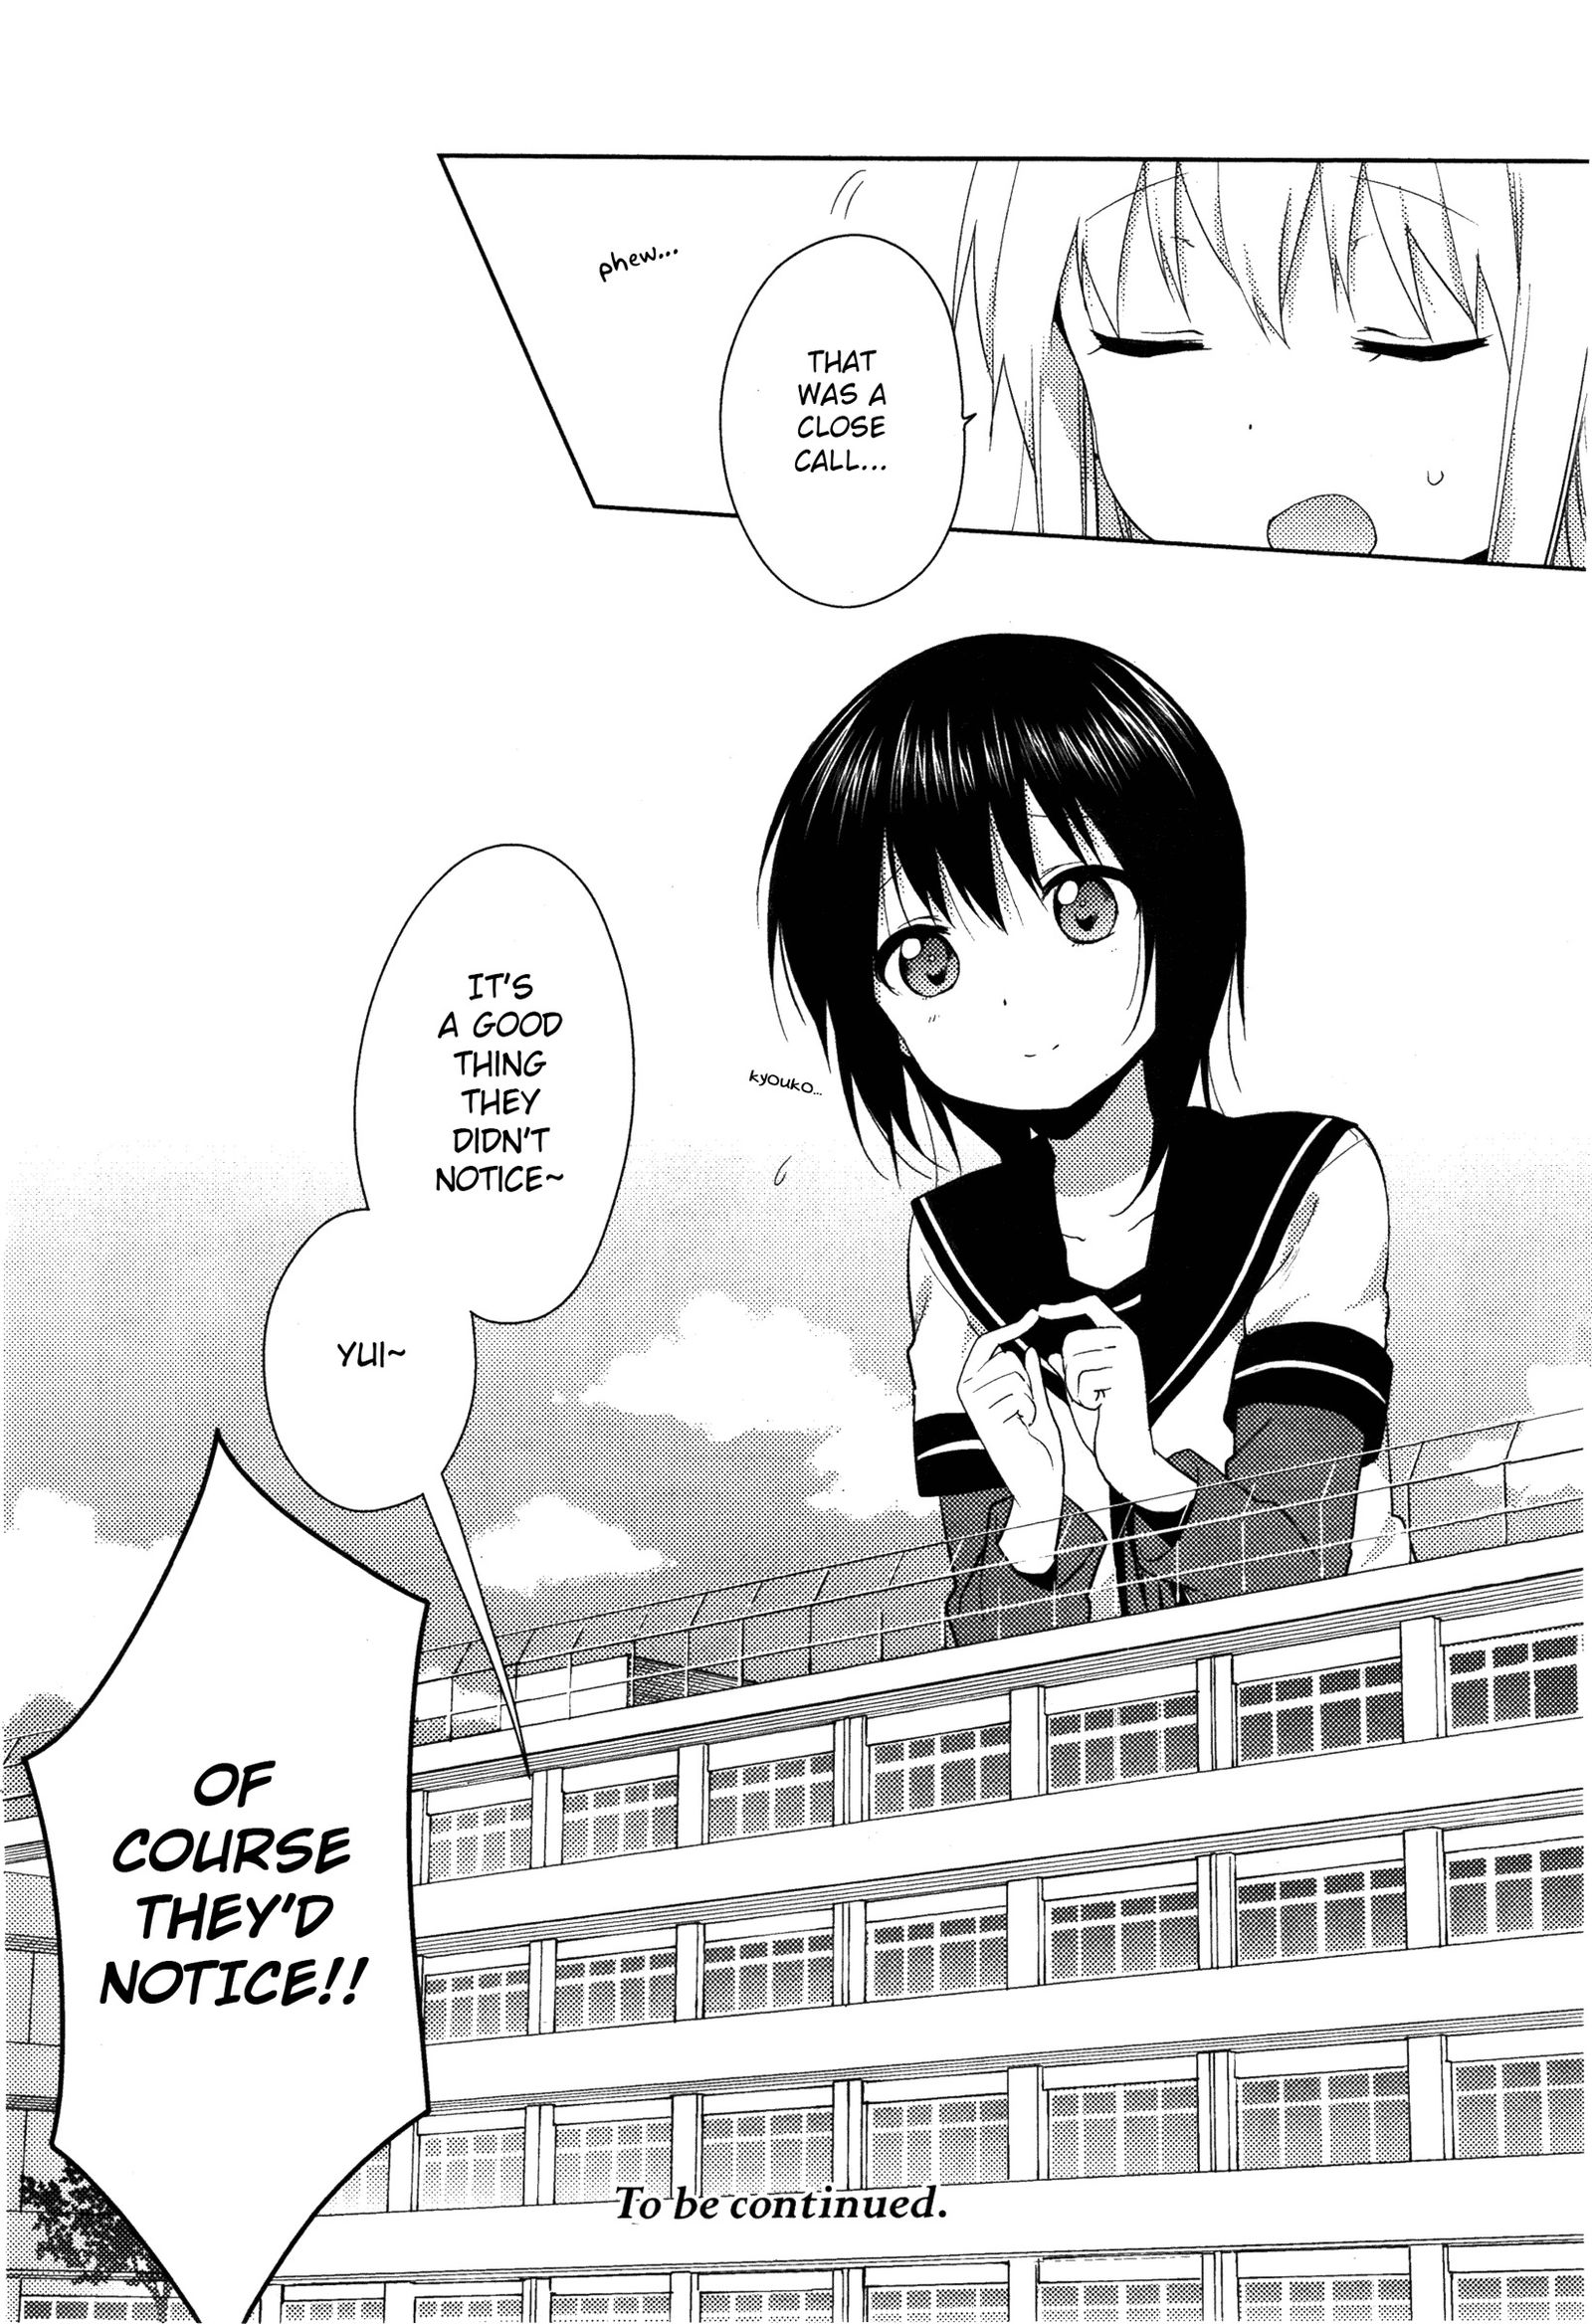 THAT
WAS A
CLOSE
CALL...
phew...
IT'S
A GOOD
THING
THEY
DIDN'T
NOTICE~
kyouko...
YUI~
OF
COURSE
THEY'D
NOTICE!!
To be continued.